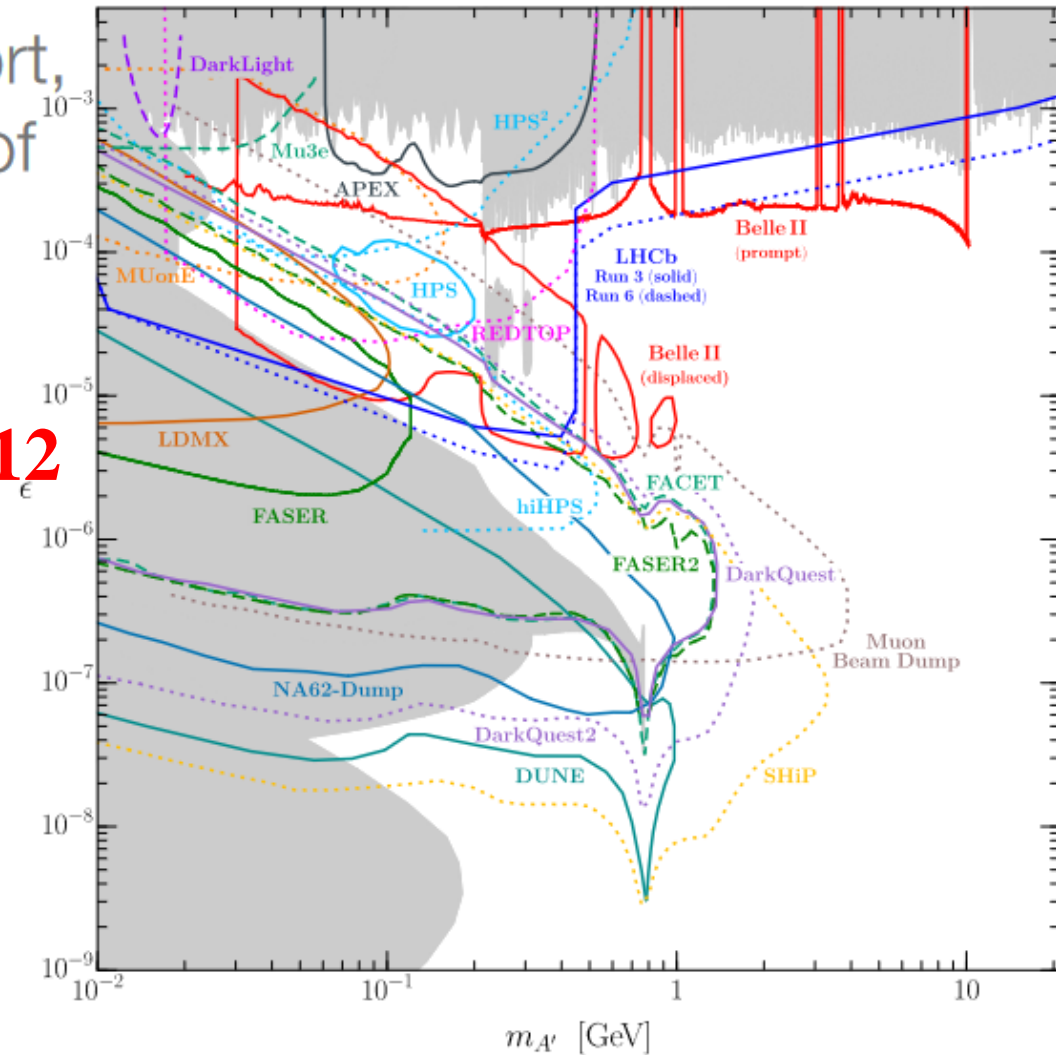 ort,
of
12
ϵ
10⁻³
10⁻⁴
10⁻⁵
10⁻⁶
10⁻⁷
10⁻⁸
10⁻⁹
DarkLight
HPS²
Mu3e
APEX
Belle II
(prompt)
LHCb
Run 3 (solid)
Run 6 (dashed)
MUonE
HPS
REDTOP
Belle II
(displaced)
LDMX
FACET
hiHPS
FASER
FASER2
DarkQuest
Muon
Beam Dump
NA62-Dump
DarkQuest2
DUNE
SHiP
10⁻²
10⁻¹
1
10
m_A′ [GeV]